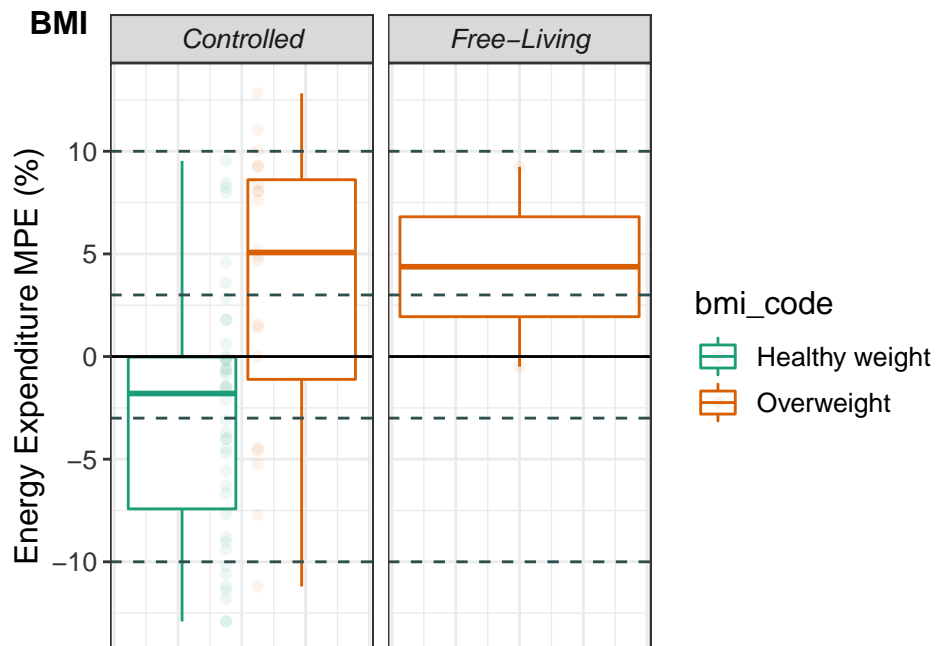 BMI
Controlled
Free−Living
Energy Expenditure MPE (%)
10
5
0
−5
−10
bmi_code
Healthy weight
Overweight